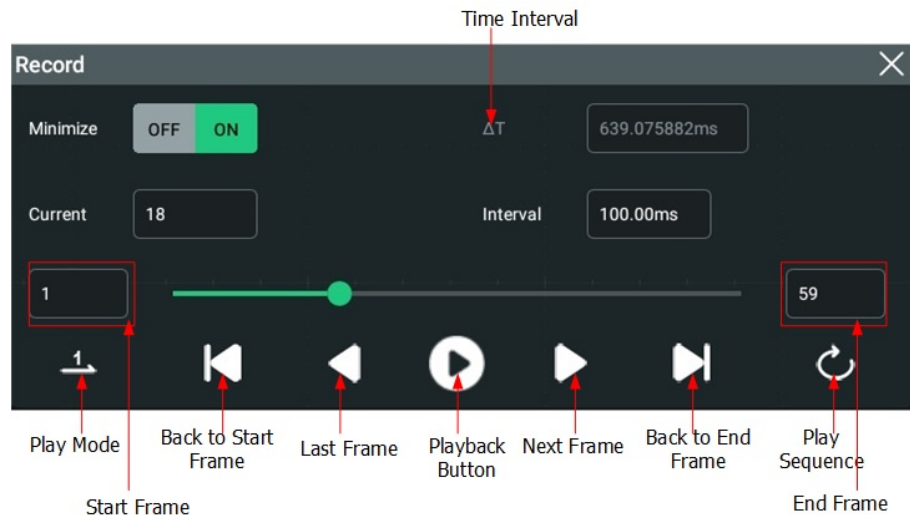 Time Interval
Record
Minimize OFF ON ΔT 639.075882ms
Current 18 Interval 100.00ms
1 59
1
Play Mode Back to Start Frame Last Frame Playback Button Next Frame Back to End Frame Play Sequence
Start Frame End Frame